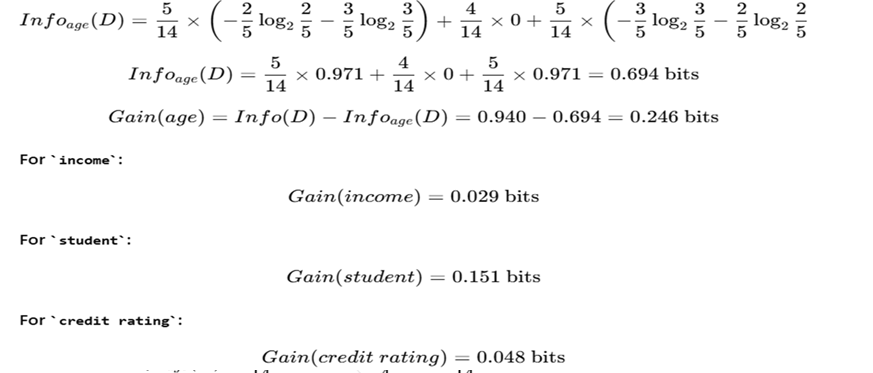 Info_age(D) = 5/14 × (−2/5 log₂ 2/5 − 3/5 log₂ 3/5) + 4/14 × 0 + 5/14 × (−3/5 log₂ 3/5 − 2/5 log₂ 2/5
Info_age(D) = 5/14 × 0.971 + 4/14 × 0 + 5/14 × 0.971 = 0.694 bits
Gain(age) = Info(D) − Info_age(D) = 0.940 − 0.694 = 0.246 bits
For `income`:
Gain(income) = 0.029 bits
For `student`:
Gain(student) = 0.151 bits
For `credit rating`:
Gain(credit rating) = 0.048 bits